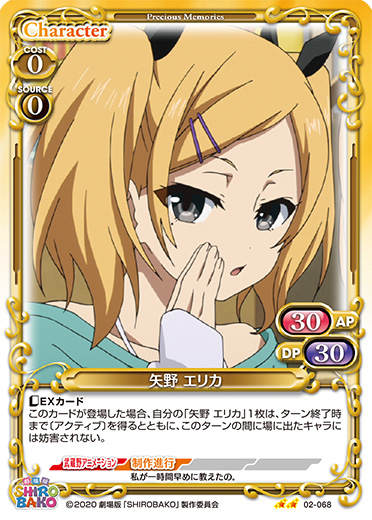 Precious Memories
Character
COST
0
SOURCE
0
30 AP
DP 30
矢野 エリカ
EXカード
このカードが登場した場合、自分の「矢野 エリカ」1枚は、ターン終了時
まで〔アクティブ〕を得るとともに、このターンの間に場に出たキャラに
は妨害されない。
武蔵野アニメーション 制作進行
私が一時間早めに教えたの。
劇場版
SHIRO
BAKO
©2020 劇場版「SHIROBAKO」製作委員会
02-068